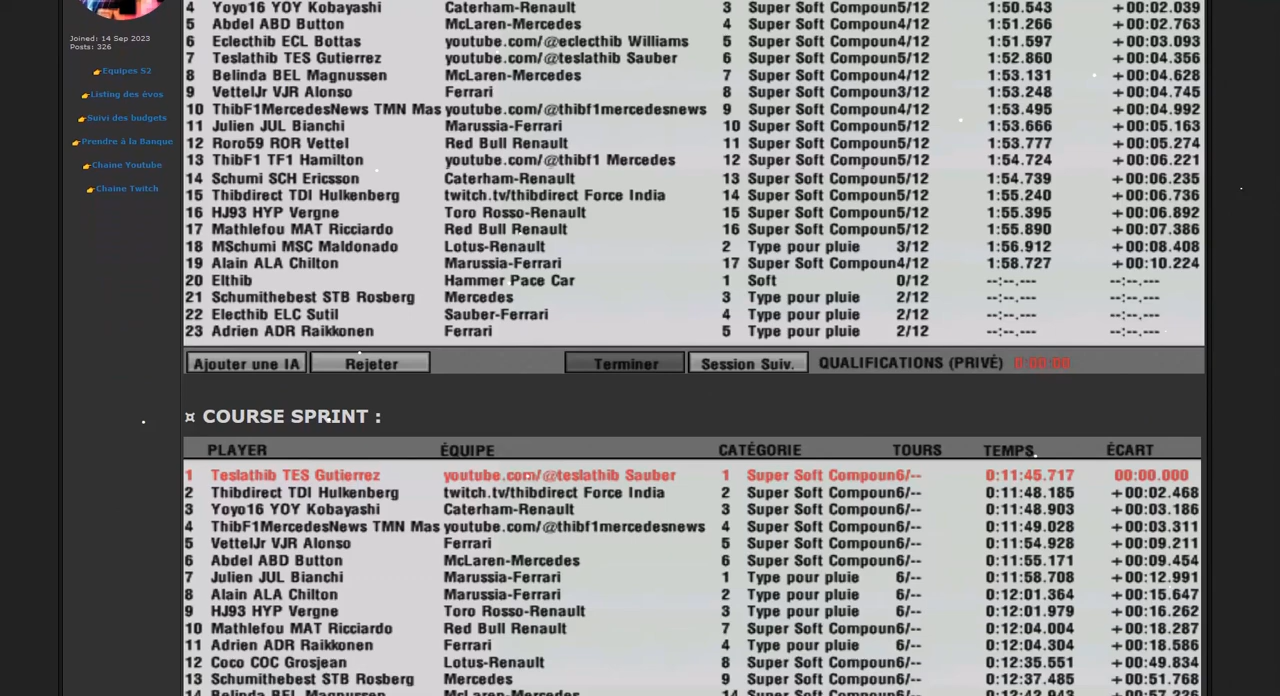 4 Yoyo16 YOY Kobayashi Caterham-Renault 3 Super Soft Compoun5/12 1:50.543 +00:02.039
Joined: 14 Sep 2023
Posts: 326
5 Abdel ABD Button McLaren-Mercedes 4 Super Soft Compoun5/12 1:51.266 +00:02.763
6 Eclecthib ECL Bottas youtube.com/@eclecthib Williams 5 Super Soft Compoun4/12 1:51.597 +00:03.093
7 Teslathib TES Gutierrez youtube.com/@teslathib Sauber 6 Super Soft Compoun5/12 1:52.860 +00:04.356
8 Belinda BEL Magnussen McLaren-Mercedes 7 Super Soft Compoun4/12 1:53.131 +00:04.628
9 VettelJr VJR Alonso Ferrari 8 Super Soft Compoun3/12 1:53.248 +00:04.745
10 ThibF1MercedesNews TMN Mas youtube.com/@thibf1mercedesnews 9 Super Soft Compoun4/12 1:53.495 +00:04.992
11 Julien JUL Bianchi Marussia-Ferrari 10 Super Soft Compoun5/12 1:53.666 +00:05.163
12 Roro59 ROR Vettel Red Bull Renault 11 Super Soft Compoun5/12 1:53.777 +00:05.274
13 ThibF1 TF1 Hamilton youtube.com/@thibf1 Mercedes 12 Super Soft Compoun5/12 1:54.724 +00:06.221
14 Schumi SCH Ericsson Caterham-Renault 13 Super Soft Compoun5/12 1:54.739 +00:06.235
15 Thibdirect TDI Hulkenberg twitch.tv/thibdirect Force India 14 Super Soft Compoun5/12 1:55.240 +00:06.736
16 HJ93 HYP Vergne Toro Rosso-Renault 15 Super Soft Compoun5/12 1:55.395 +00:06.892
17 Mathlefou MAT Ricciardo Red Bull Renault 16 Super Soft Compoun5/12 1:55.890 +00:07.386
18 MSchumi MSC Maldonado Lotus-Renault 2 Type pour pluie 3/12 1:56.912 +00:08.408
19 Alain ALA Chilton Marussia-Ferrari 17 Super Soft Compoun4/12 1:58.727 +00:10.224
20 Elthib Hammer Pace Car 1 Soft 0/12 --:--.--- --:--.---
21 Schumithebest STB Rosberg Mercedes 3 Type pour pluie 2/12 --:--.--- --:--.---
22 Electhib ELC Sutil Sauber-Ferrari 4 Type pour pluie 2/12 --:--.--- --:--.---
23 Adrien ADR Raikkonen Ferrari 5 Type pour pluie 2/12 --:--.--- --:--.---
👉Equipes S2
👉Listing des évos
👉Suivi des budgets
👉Prendre à la Banque
👉Chaine Youtube
👉Chaine Twitch
Ajouter une IA Rejeter Terminer Session Suiv. QUALIFICATIONS (PRIVÉ) 0:00:00
¤ COURSE SPRINT :
PLAYER ÉQUIPE CATÉGORIE TOURS TEMPS ÉCART
1 Teslathib TES Gutierrez youtube.com/@teslathib Sauber 1 Super Soft Compoun6/-- 0:11:45.717 00:00.000
2 Thibdirect TDI Hulkenberg twitch.tv/thibdirect Force India 2 Super Soft Compoun6/-- 0:11:48.185 +00:02.468
3 Yoyo16 YOY Kobayashi Caterham-Renault 3 Super Soft Compoun6/-- 0:11:48.903 +00:03.186
4 ThibF1MercedesNews TMN Mas youtube.com/@thibf1mercedesnews 4 Super Soft Compoun6/-- 0:11:49.028 +00:03.311
5 VettelJr VJR Alonso Ferrari 5 Super Soft Compoun6/-- 0:11:54.928 +00:09.211
6 Abdel ABD Button McLaren-Mercedes 6 Super Soft Compoun6/-- 0:11:55.171 +00:09.454
7 Julien JUL Bianchi Marussia-Ferrari 1 Type pour pluie 6/-- 0:11:58.708 +00:12.991
8 Alain ALA Chilton Marussia-Ferrari 2 Type pour pluie 6/-- 0:12:01.364 +00:15.647
9 HJ93 HYP Vergne Toro Rosso-Renault 3 Type pour pluie 6/-- 0:12:01.979 +00:16.262
10 Mathlefou MAT Ricciardo Red Bull Renault 7 Super Soft Compoun6/-- 0:12:04.004 +00:18.287
11 Adrien ADR Raikkonen Ferrari 4 Type pour pluie 6/-- 0:12:04.304 +00:18.586
12 Coco COC Grosjean Lotus-Renault 8 Super Soft Compoun6/-- 0:12:35.551 +00:49.834
13 Schumithebest STB Rosberg Mercedes 9 Super Soft Compoun6/-- 0:12:37.485 +00:51.768